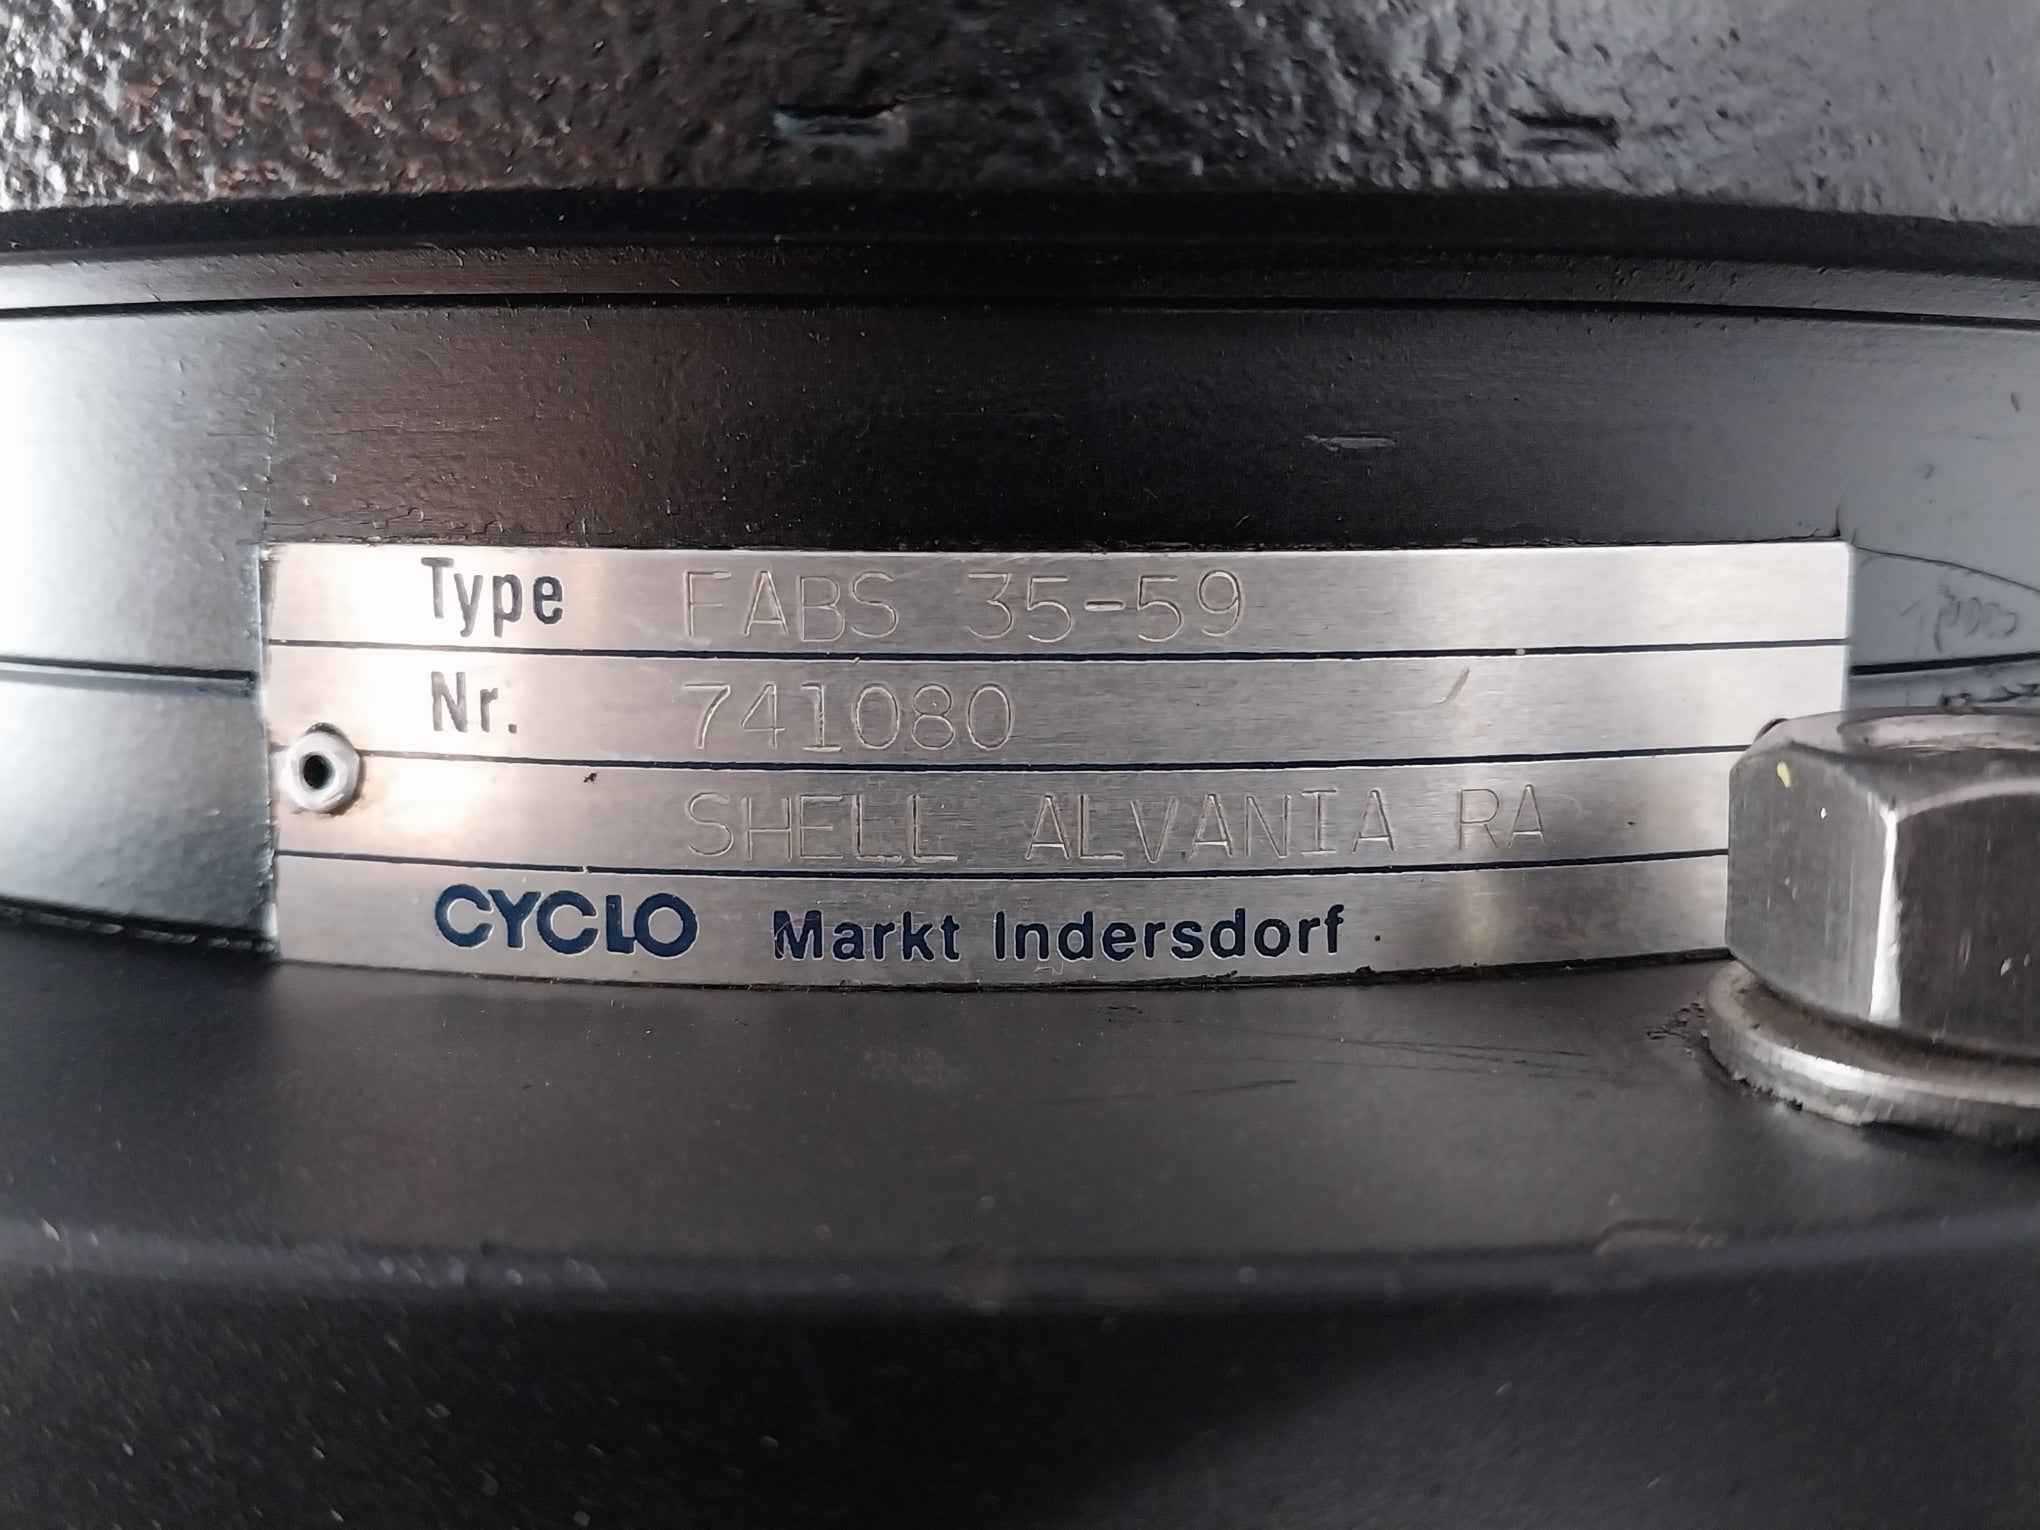 Type FABS 35-59
Nr. 741080
SHELL ALVANIA RA
CYCLO Markt Indersdorf